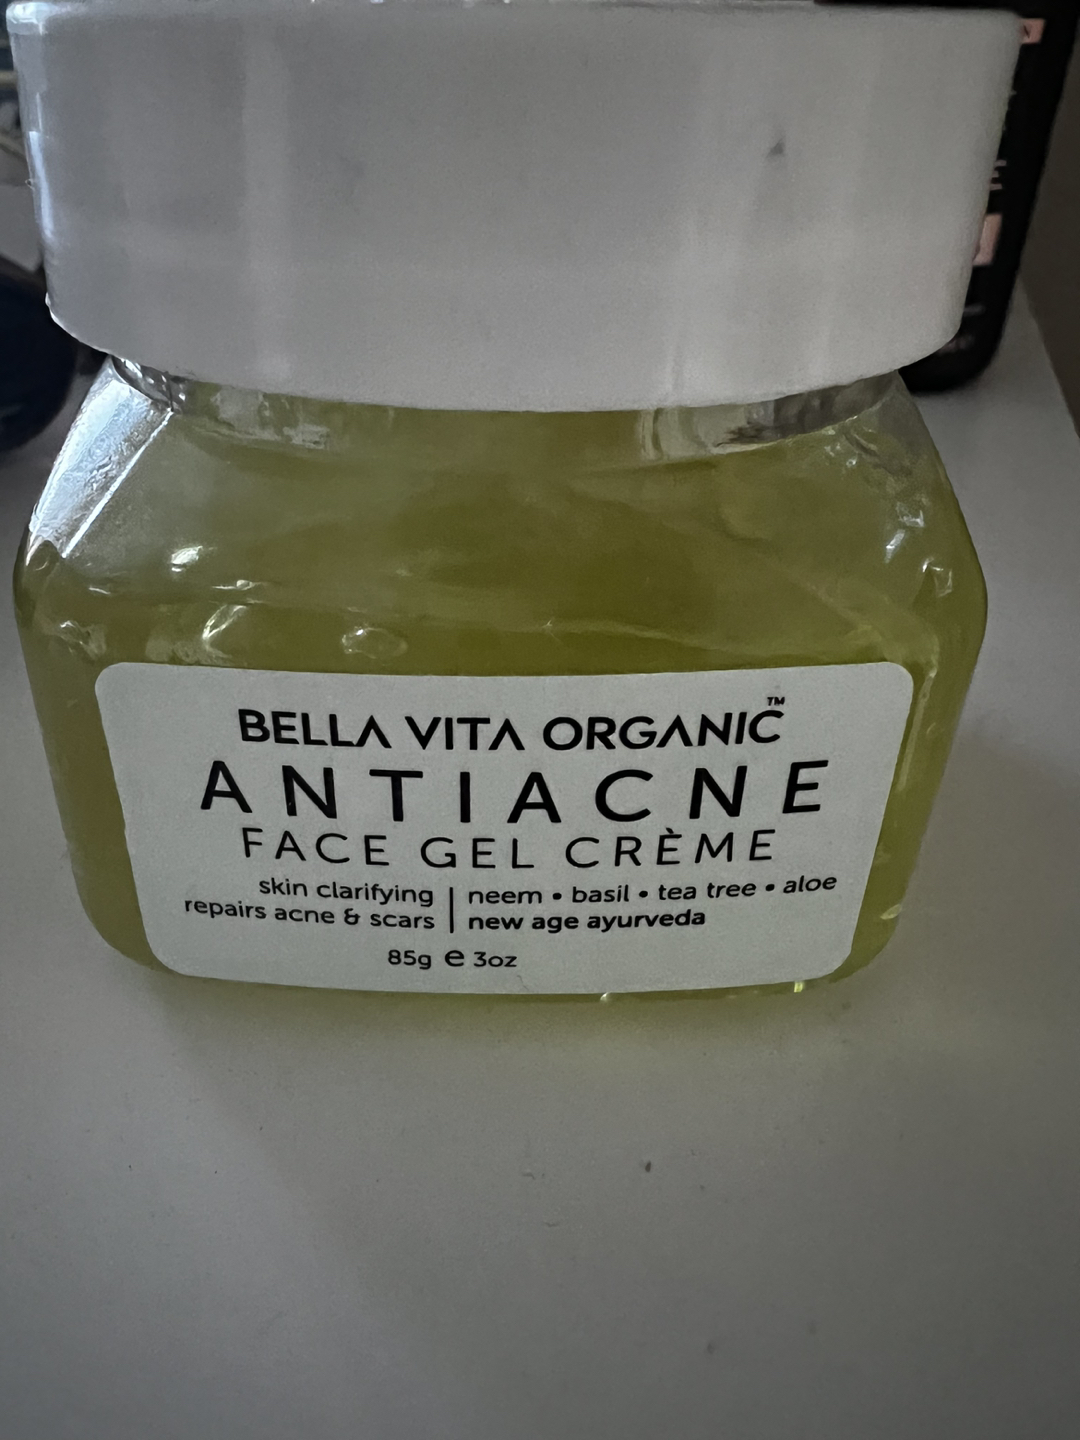 BELLA VITA ORGANIC™
ANTIACNE
FACE GEL CRÈME
skin clarifying | neem • basil • tea tree • aloe
repairs acne & scars | new age ayurveda
85g e 3oz